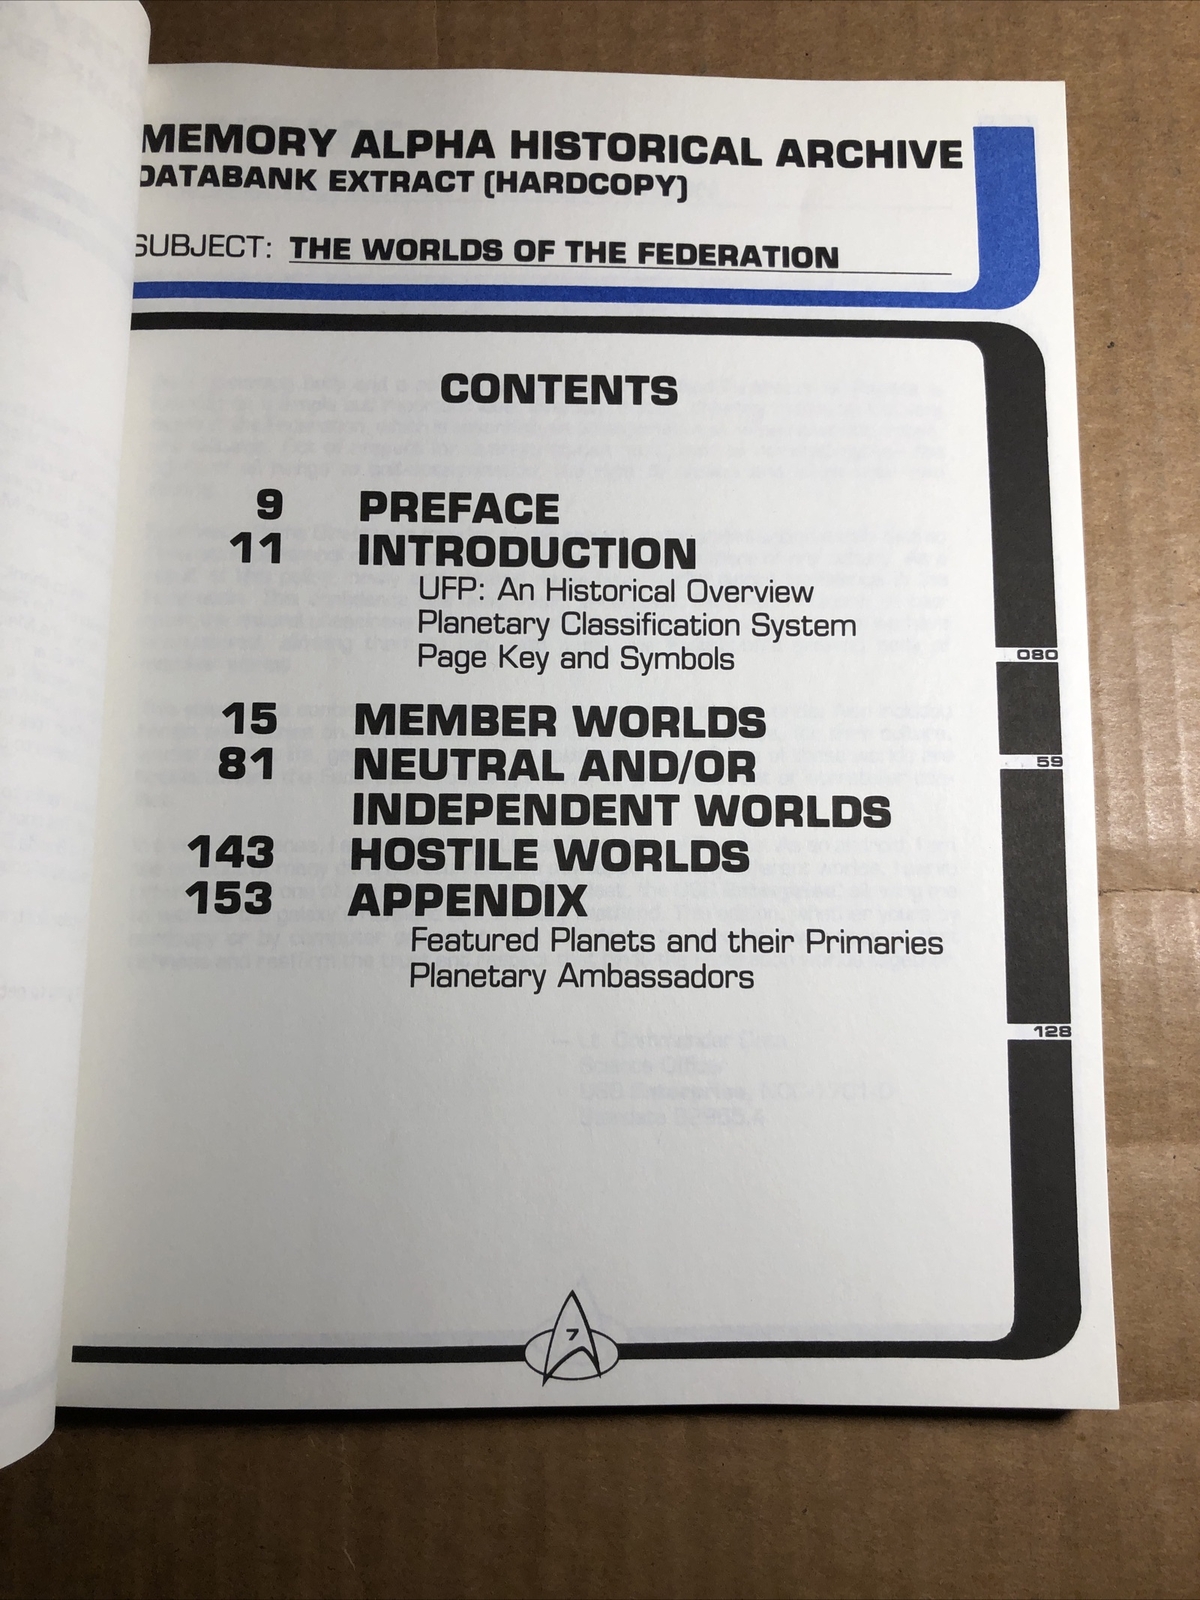 MEMORY ALPHA HISTORICAL ARCHIVE
DATABANK EXTRACT (HARDCOPY)
SUBJECT: THE WORLDS OF THE FEDERATION
CONTENTS
9 PREFACE
11 INTRODUCTION
UFP: An Historical Overview
Planetary Classification System
Page Key and Symbols
080
15 MEMBER WORLDS
81 NEUTRAL AND/OR
59
INDEPENDENT WORLDS
143 HOSTILE WORLDS
153 APPENDIX
Featured Planets and their Primaries
Planetary Ambassadors
128
7